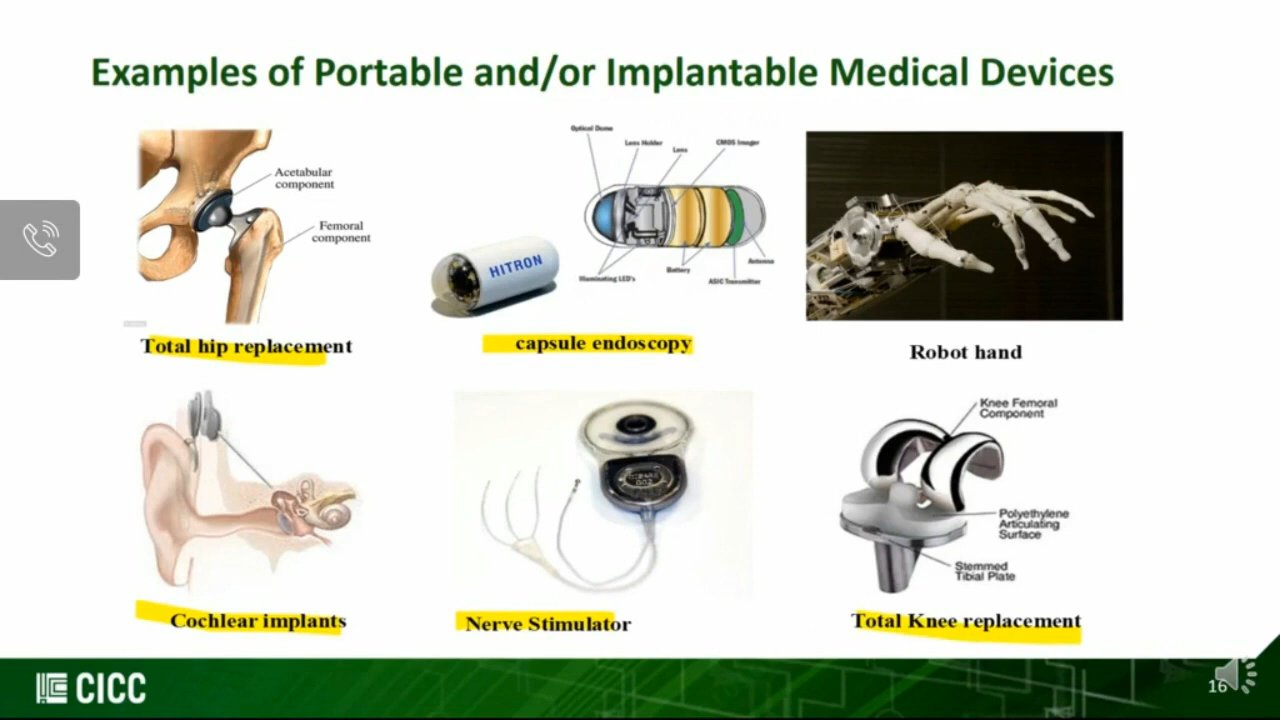 Examples of Portable and/or Implantable Medical Devices
Acetabular
component
Femoral
component
Total hip replacement
Optical Dome
Lens Holder
Lens
CMOS Imager
Illuminating LED's
Battery
Antenna
ASIC Transmitter
HITRON
capsule endoscopy
Robot hand
Cochlear implants
Nerve Stimulator
Knee Femoral
Component
Polyethylene
Articulating
Surface
Stemmed
Tibial Plate
Total Knee replacement
CICC
16